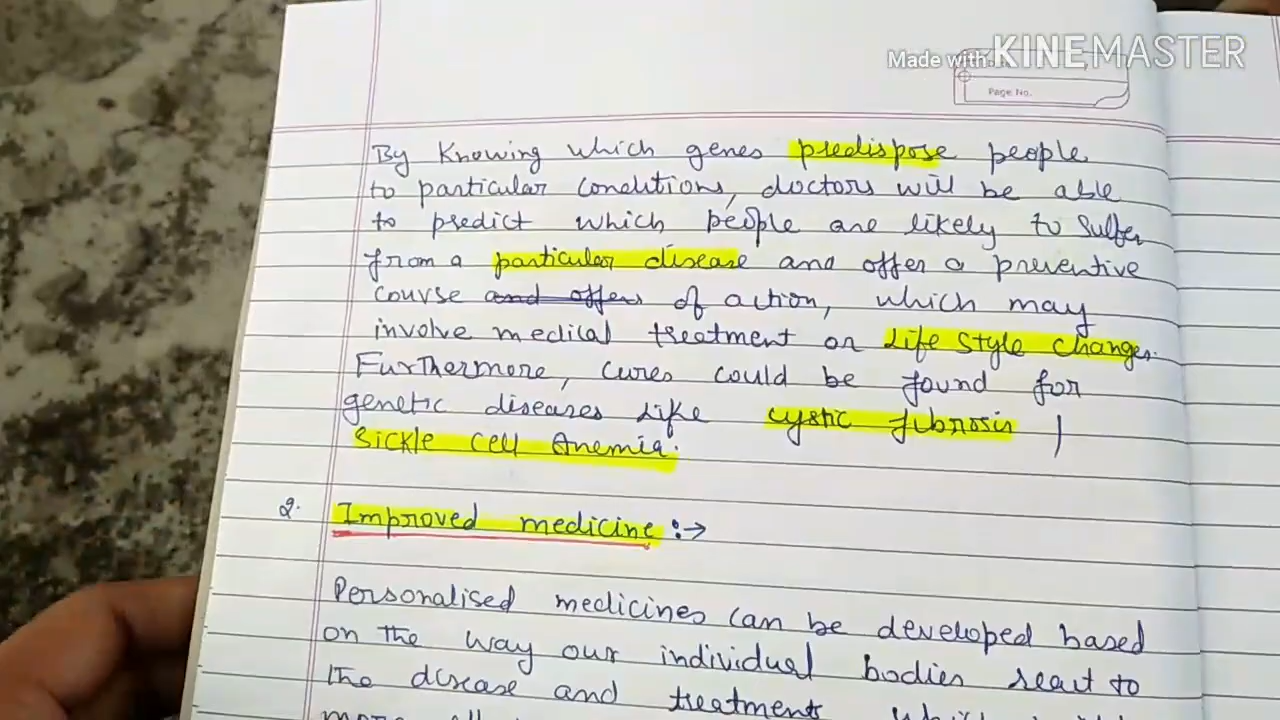 Made with KINEMASTER
Page No.
By Knowing which genes predispose people
to particular conditions, doctors will be able
to predict which people are likely to suffer
from a particular disease and offer a preventive
course and offers of action, which may
involve medical treatment or Life style changes.
Furthermore, cures could be found for
genetic diseases like cystic fibrosis /
Sickle cell Anemia.
2. Improved medicine :→
Personalised medicines can be developed based
on the way our individual bodies react to
the disease and treatments